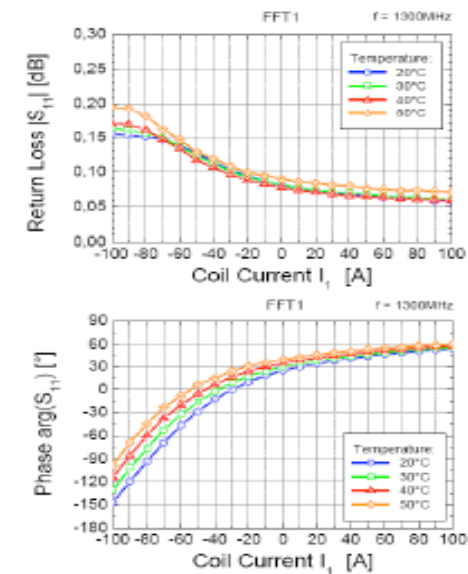 FFT1 f = 1300MHz
Return Loss |S11| [dB]
0,30
0,25
0,20
0,15
0,10
0,05
0,00
Temperature:
20°C
30°C
40°C
60°C
-100 -80 -60 -40 -20 0 20 40 60 80 100
Coil Current I1 [A]
FFT1 f = 1300MHz
Phase arg(S11) [°]
90
60
30
0
-30
-60
-90
-120
-150
-180
Temperature:
20°C
30°C
40°C
50°C
-100 -80 -60 -40 -20 0 20 40 60 80 100
Coil Current I1 [A]